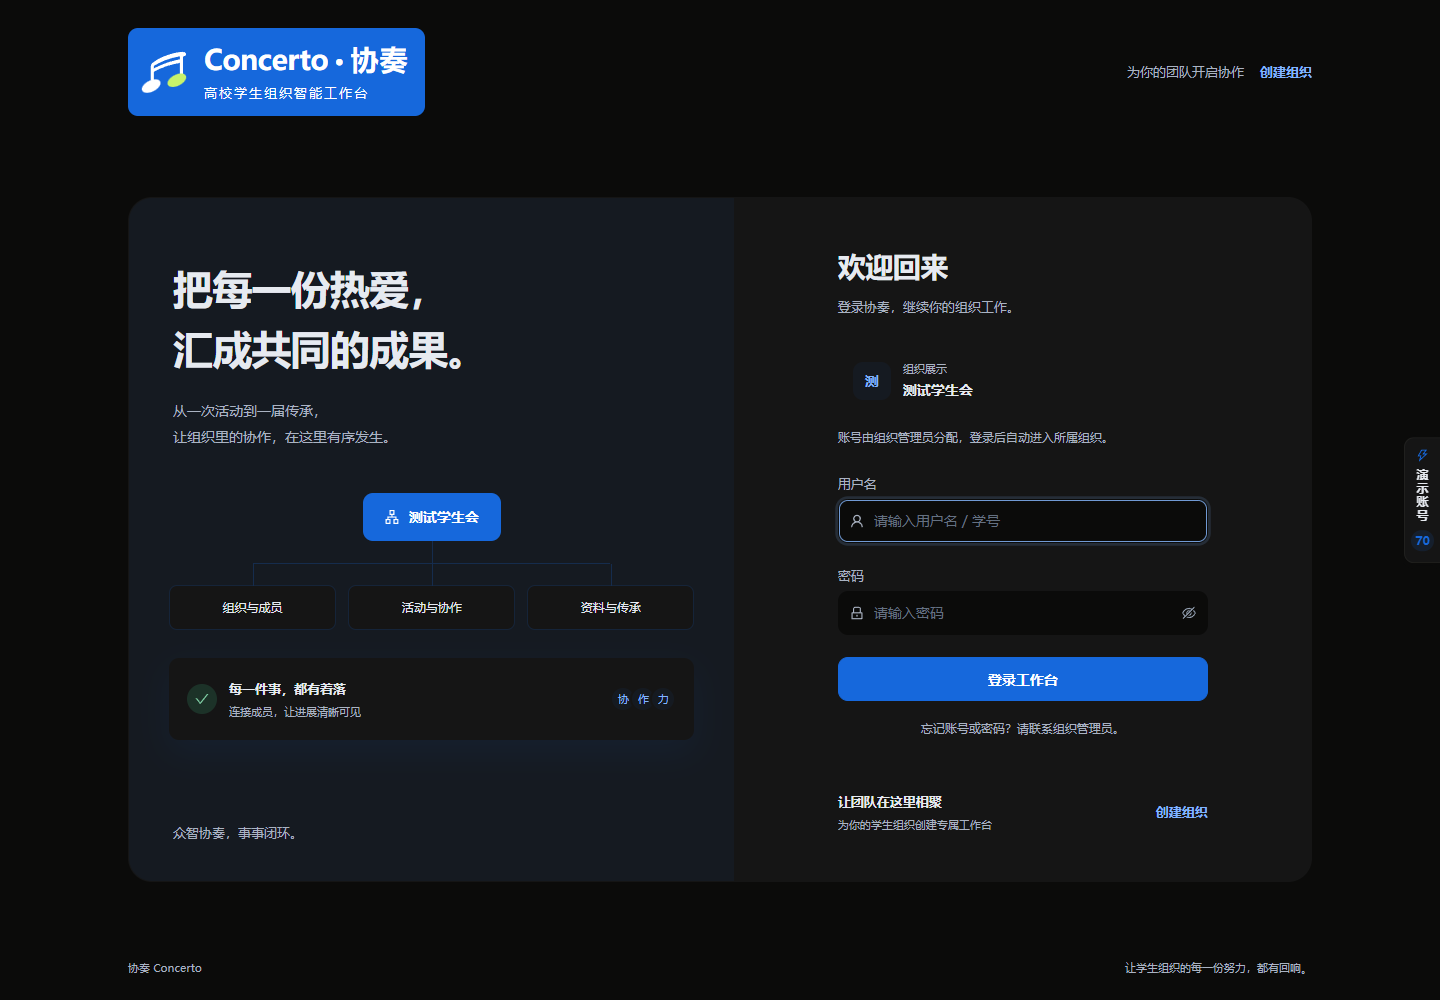 Concerto · 协奏
高校学生组织智能工作台
为你的团队开启协作 创建组织
把每一份热爱，
汇成共同的成果。
从一次活动到一届传承，
让组织里的协作，在这里有序发生。
测试学生会
组织与成员
活动与协作
资料与传承
每一件事，都有着落
连接成员，让进展清晰可见
协 作 力
众智协奏，事事闭环。
欢迎回来
登录协奏，继续你的组织工作。
测
组织展示
测试学生会
账号由组织管理员分配，登录后自动进入所属组织。
用户名
请输入用户名 / 学号
密码
请输入密码
登录工作台
忘记账号或密码？请联系组织管理员。
让团队在这里相聚
为你的学生组织创建专属工作台
创建组织
演示账号
70
协奏 Concerto
让学生组织的每一份努力，都有回响。